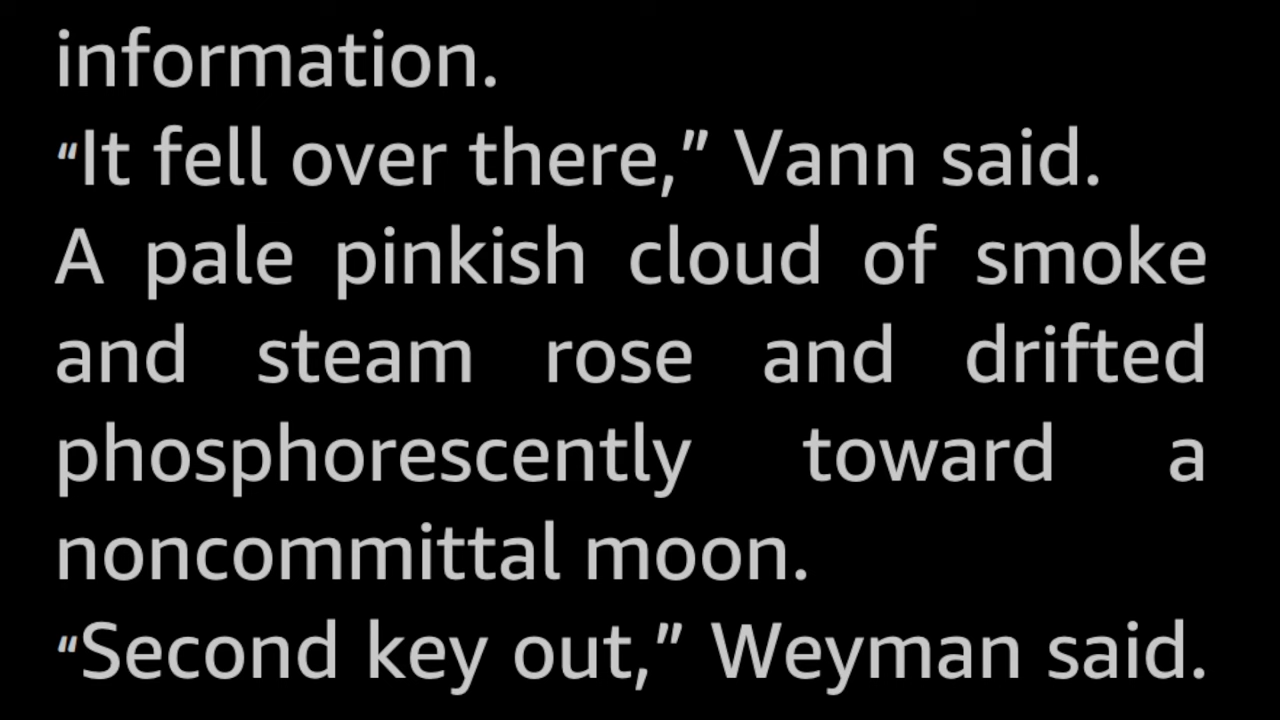 information.
“It fell over there,” Vann said.
A pale pinkish cloud of smoke
and steam rose and drifted
phosphorescently toward a
noncommittal moon.
“Second key out,” Weyman said.